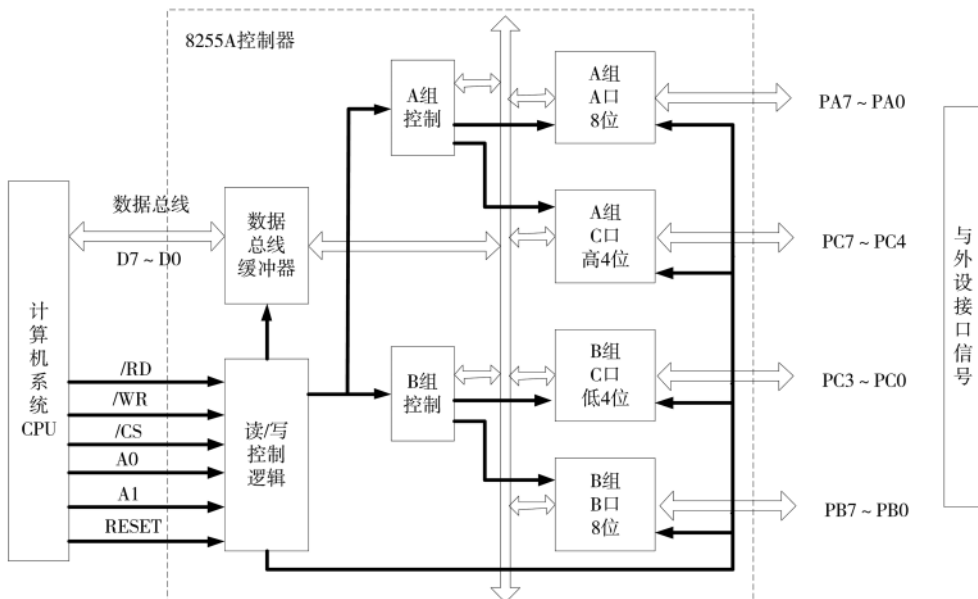 8255A控制器
A组
控制
A组
A口
8位
PA7~PA0
数据总线
D7~D0
数据
总线
缓冲器
A组
C口
高4位
PC7~PC4
计
算
机
系
统
CPU
/RD
/WR
/CS
A0
A1
RESET
读/写
控制
逻辑
B组
控制
B组
C口
低4位
PC3~PC0
B组
B口
8位
PB7~PB0
与
外
设
接
口
信
号